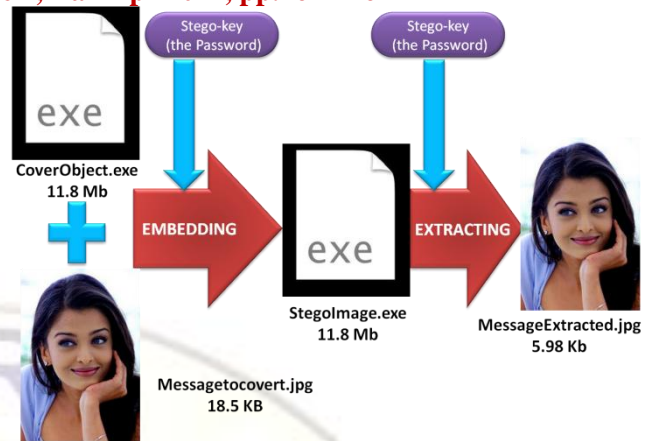 Stego-key
(the Password)
Stego-key
(the Password)
exe
CoverObject.exe
11.8 Mb
EMBEDDING
exe
EXTRACTING
StegoImage.exe
11.8 Mb
MessageExtracted.jpg
5.98 Kb
Messagetocovert.jpg
18.5 KB